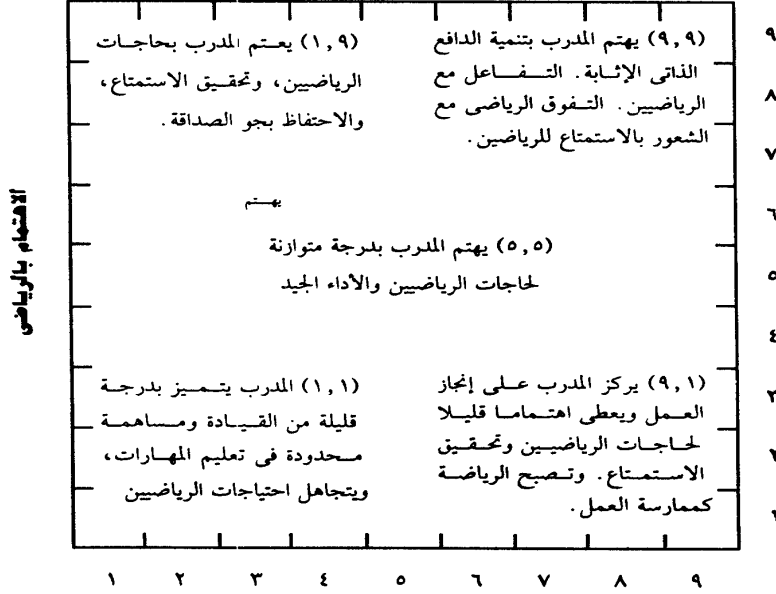 (٩,٩) يهتم المدرب بتنمية الدافع
الذاتى الإثابة. التفاعل مع
الرياضيين. التفوق الرياضى مع
الشعور بالاستمتاع للرياضين.
(١,٩) يعتم المدرب بحاجات
الرياضيين، وتحقيق الاستمتاع،
والاحتفاظ بجو الصداقة.
يهتم
(٥,٥) يهتم المدرب بدرجة متوازنة
لحاجات الرياضيين والأداء الجيد
(٩,١) يركز المدرب على إنجاز
العمل ويعطى اهتماما قليلا
لحاجات الرياضيين وتحقيق
الاستمتاع. وتصبح الرياضة
كممارسة العمل.
(١,١) المدرب يتميز بدرجة
قليلة من القيادة ومساهمة
محدودة فى تعليم المهارات،
ويتجاهل احتياجات الرياضيين
الاهتمام بالرياضى
٩
٨
٧
٦
٥
٤
٣
٢
١
١ ٢ ٣ ٤ ٥ ٦ ٧ ٨ ٩